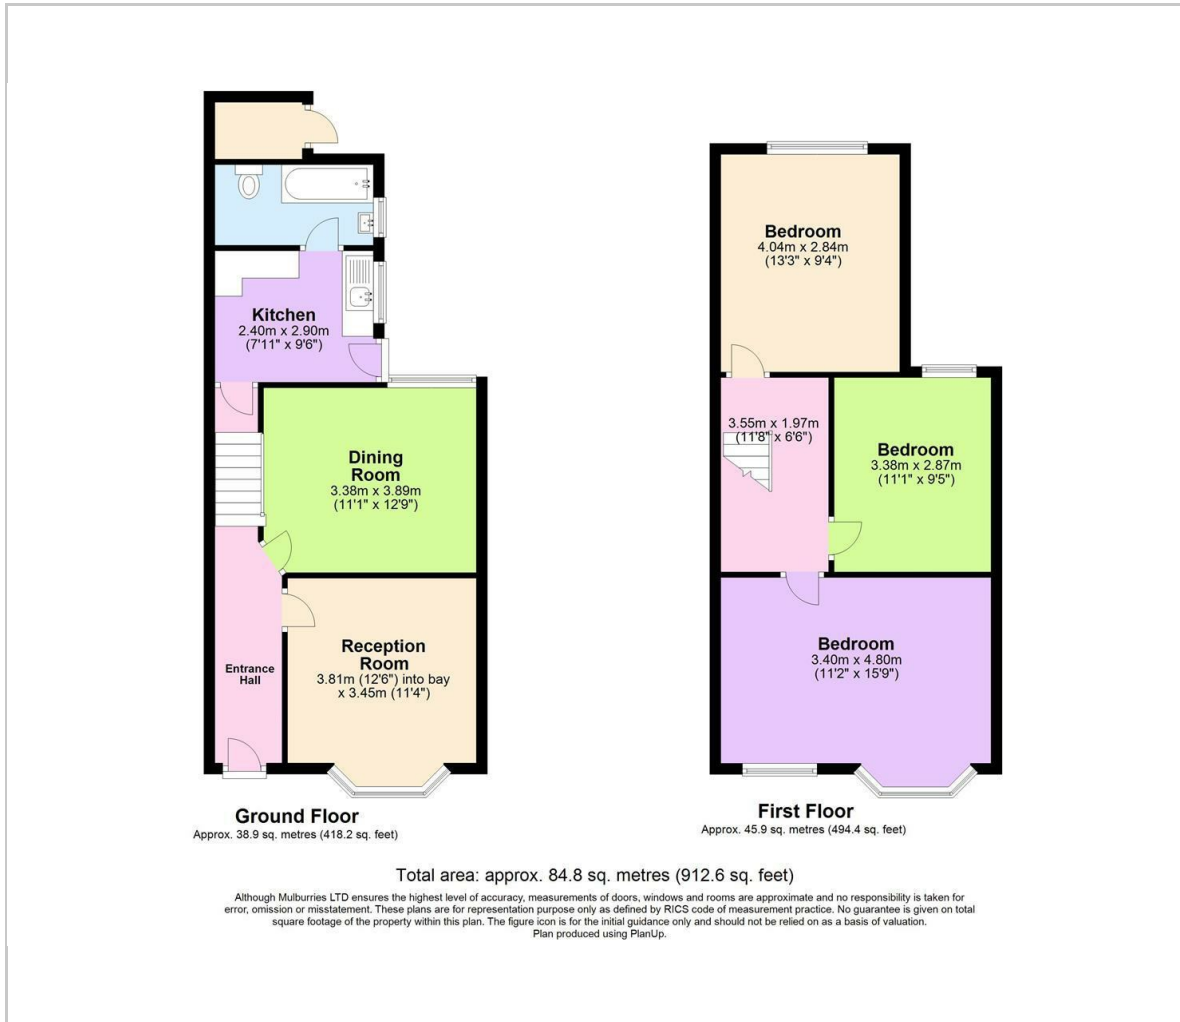 Kitchen
2.40m x 2.90m
(7'11" x 9'6")
Dining
Room
3.38m x 3.89m
(11'1" x 12'9")
Reception
Room
3.81m (12'6") into bay
x 3.45m (11'4")
Entrance
Hall
Ground Floor
Approx. 38.9 sq. metres (418.2 sq. feet)
Bedroom
4.04m x 2.84m
(13'3" x 9'4")
3.55m x 1.97m
(11'8" x 6'6")
Bedroom
3.38m x 2.87m
(11'1" x 9'5")
Bedroom
3.40m x 4.80m
(11'2" x 15'9")
First Floor
Approx. 45.9 sq. metres (494.4 sq. feet)
Total area: approx. 84.8 sq. metres (912.6 sq. feet)
Although Mulburries LTD ensures the highest level of accuracy, measurements of doors, windows and rooms are approximate and no responsibility is taken for
error, omission or misstatement. These plans are for representation purpose only as defined by RICS code of measurement practice. No guarantee is given on total
square footage of the property within this plan. The figure icon is for the initial guidance only and should not be relied on as a basis of valuation.
Plan produced using PlanUp.